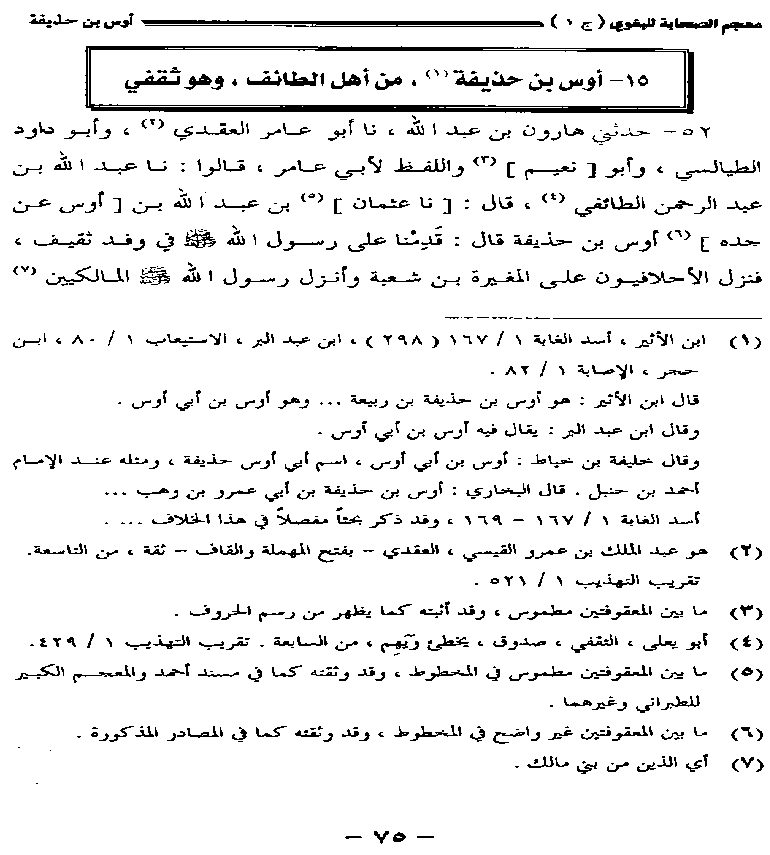 معجم الصحابة للبغوي ( ج ١ ) أوس بن حذيفة
١٥- أوس بن حذيفة (١) ، من أهل الطائف ، وهو ثقفي
٥٢- حدثني هارون بن عبد الله ، نا أبو عامر العقدي (٢) ، وأبو داود
الطيالسي ، وأبو [ نعيم ] (٣) واللفظ لأبي عامر ، قالوا : نا عبد الله بن
عبد الرحمن الطائفي (٤) ، قال : [ نا عثمان ] (٥) بن عبد الله بن [ أوس عن
جده ] (٦) أوس بن حذيفة قال : قَدِمْنا على رسول الله ﷺ في وفد ثقيف ،
فنزل الأحلافيون على المغيرة بن شعبة وأنزل رسول الله ﷺ المالكيين (٧)
(١) ابن الأثير ، أسد الغابة ١ / ١٦٧ ( ٢٩٨ ) ، ابن عبد البر ، الاستيعاب ١ / ٨٠ ، ابن
حجر ، الإصابة ١ / ٨٢ .
قال ابن الأثير : هو أوس بن حذيفة بن ربيعة ... وهو أوس بن أبي أوس .
وقال ابن عبد البر : يقال فيه أوس بن أبي أوس .
وقال خليفة بن خياط : أوس بن أبي أوس ، اسم أبي أوس حذيفة ، ومثله عند الإمام
أحمد بن حنبل . قال البخاري : أوس بن حذيفة بن أبي عمرو بن وهب ...
أسد الغابة ١ / ١٦٧ - ١٦٩ ، وقد ذكر بحثاً مفصلاً في هذا الخلاف ... .
(٢) هو عبد الملك بن عمرو القيسي ، العقدي - بفتح المهملة والقاف - ثقة ، من التاسعة.
تقريب التهذيب ١ / ٥٢١ .
(٣) ما بين المعقوفتين مطموس ، وقد أثبته كما يظهر من رسم الحروف .
(٤) أبو يعلى ، الثقفي ، صدوق ، يخطئ ويَهِم ، من السابعة . تقريب التهذيب ١ / ٤٢٩.
(٥) ما بين المعقوفتين مطموس في المخطوط ، وقد وثقته كما في مسند أحمد والمعجم الكبير
للطبراني وغيرهما .
(٦) ما بين المعقوفتين غير واضح في المخطوط ، وقد وثقته كما في المصادر المذكورة .
(٧) أي الذين من بني مالك .
- ٧٥ -